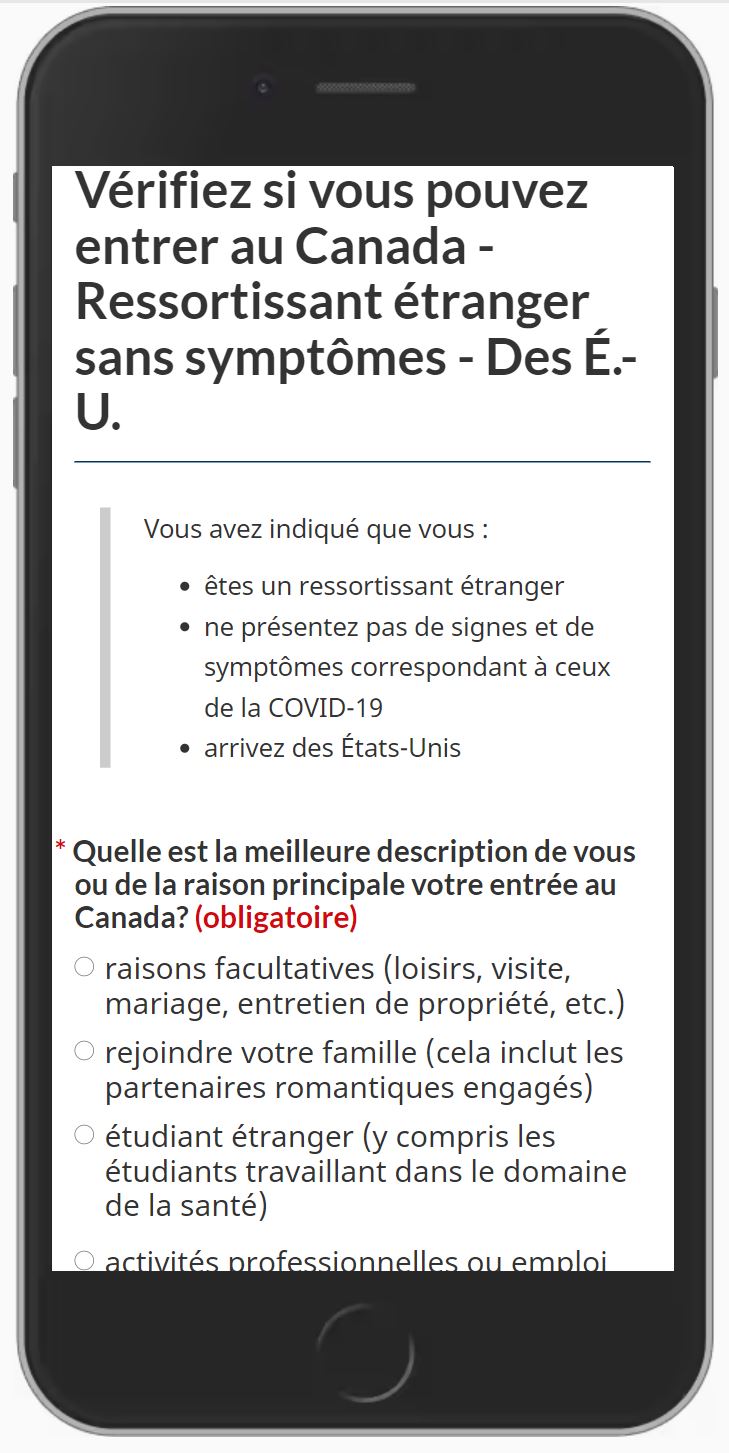 Vérifiez si vous pouvez
entrer au Canada -
Ressortissant étranger
sans symptômes - Des É.-
U.
Vous avez indiqué que vous :
• êtes un ressortissant étranger
• ne présentez pas de signes et de
symptômes correspondant à ceux
de la COVID-19
• arrivez des États-Unis
* Quelle est la meilleure description de vous
ou de la raison principale votre entrée au
Canada? (obligatoire)
raisons facultatives (loisirs, visite,
mariage, entretien de propriété, etc.)
rejoindre votre famille (cela inclut les
partenaires romantiques engagés)
étudiant étranger (y compris les
étudiants travaillant dans le domaine
de la santé)
activités professionnelles ou emploi